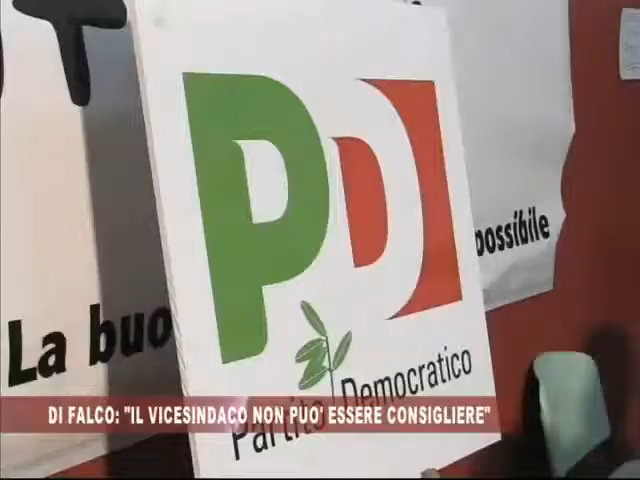 PD
possibile
La buo
Partito Democratico
DI FALCO: "IL VICESINDACO NON PUO' ESSERE CONSIGLIERE"